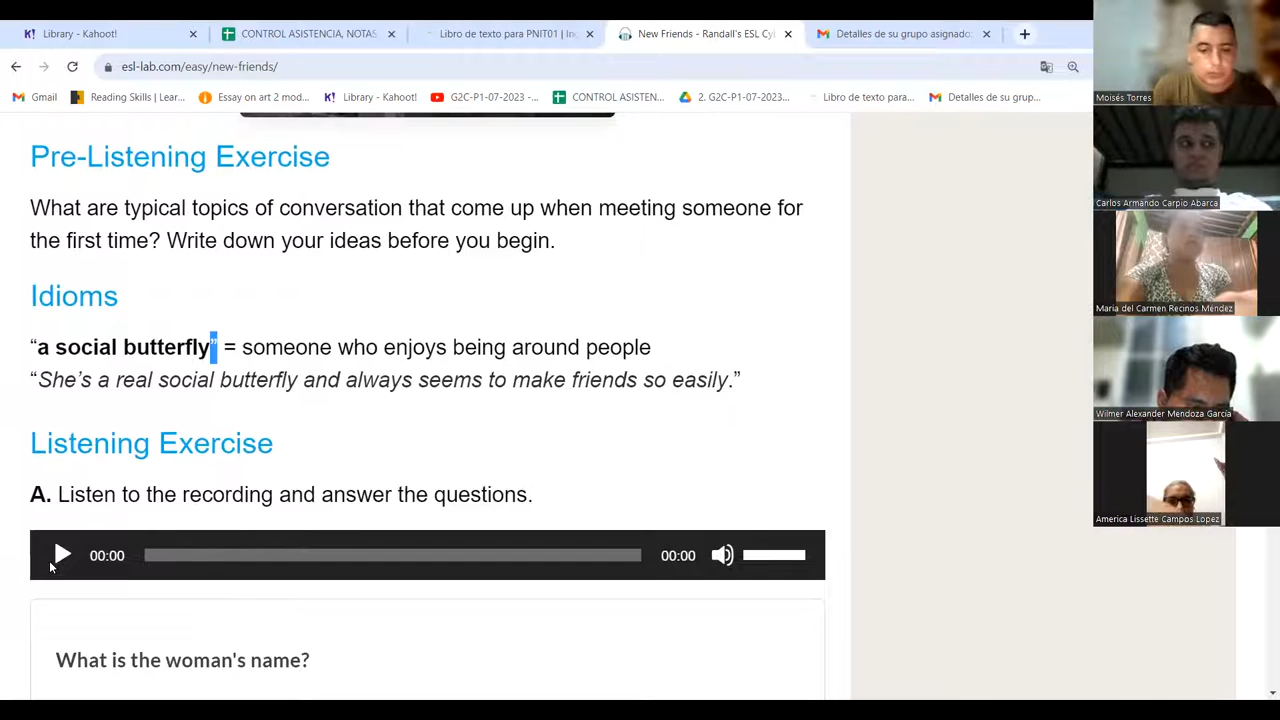 Library - Kahoot!
CONTROL ASISTENCIA, NOTAS
Libro de texto para PNIT01 | In
New Friends - Randall's ESL Cy
Detalles de su grupo asignado:
esl-lab.com/easy/new-friends/
Gmail
Reading Skills | Lear...
Essay on art 2 mod...
Library - Kahoot!
G2C-P1-07-2023 -...
CONTROL ASISTEN...
2. G2C-P1-07-2023...
Libro de texto para...
Detalles de su grup...
Pre-Listening Exercise
What are typical topics of conversation that come up when meeting someone for
the first time? Write down your ideas before you begin.
Idioms
“a social butterfly” = someone who enjoys being around people
“She’s a real social butterfly and always seems to make friends so easily.”
Listening Exercise
A. Listen to the recording and answer the questions.
00:00
00:00
What is the woman's name?
Moisés Torres
Carlos Armando Carpio Abarca
Maria del Carmen Recinos Méndez
Wilmer Alexander Mendoza García
America Lissette Campos Lopez